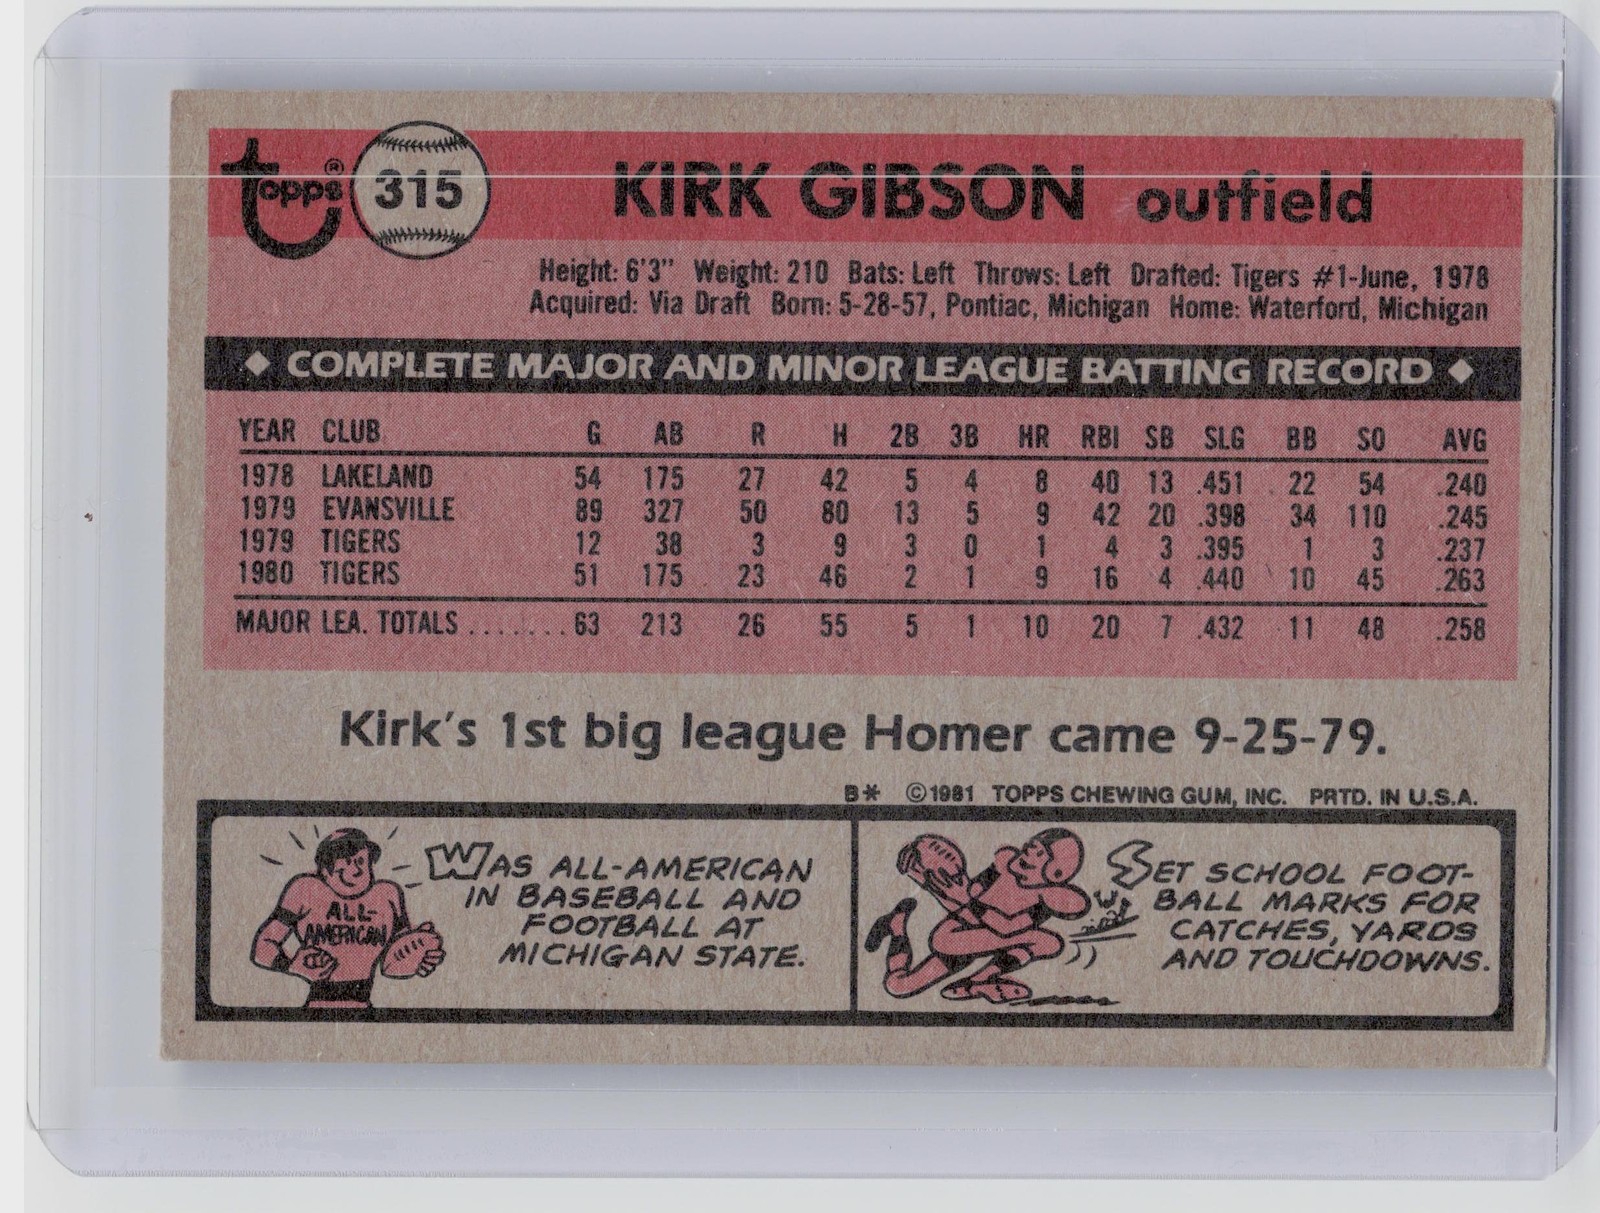 topps® 315 KIRK GIBSON outfield
Height: 6'3" Weight: 210 Bats: Left Throws: Left Drafted: Tigers #1-June, 1978
Acquired: Via Draft Born: 5-28-57, Pontiac, Michigan Home: Waterford, Michigan
◆ COMPLETE MAJOR AND MINOR LEAGUE BATTING RECORD ◆
YEAR CLUB G AB R H 2B 3B HR RBI SB SLG BB SO AVG
1978 LAKELAND 54 175 27 42 5 4 8 40 13 .451 22 54 .240
1979 EVANSVILLE 89 327 50 80 13 5 9 42 20 .398 34 110 .245
1979 TIGERS 12 38 3 9 3 0 1 4 3 .395 1 3 .237
1980 TIGERS 51 175 23 46 2 1 9 16 4 .440 10 45 .263
MAJOR LEA. TOTALS ........ 63 213 26 55 5 1 10 20 7 .432 11 48 .258
Kirk's 1st big league Homer came 9-25-79.
B* ©1981 TOPPS CHEWING GUM, INC. PRTD. IN U.S.A.
ALL-
AMERICAN
WAS ALL-AMERICAN
IN BASEBALL AND
FOOTBALL AT
MICHIGAN STATE.
SET SCHOOL FOOT-
BALL MARKS FOR
CATCHES, YARDS
AND TOUCHDOWNS.